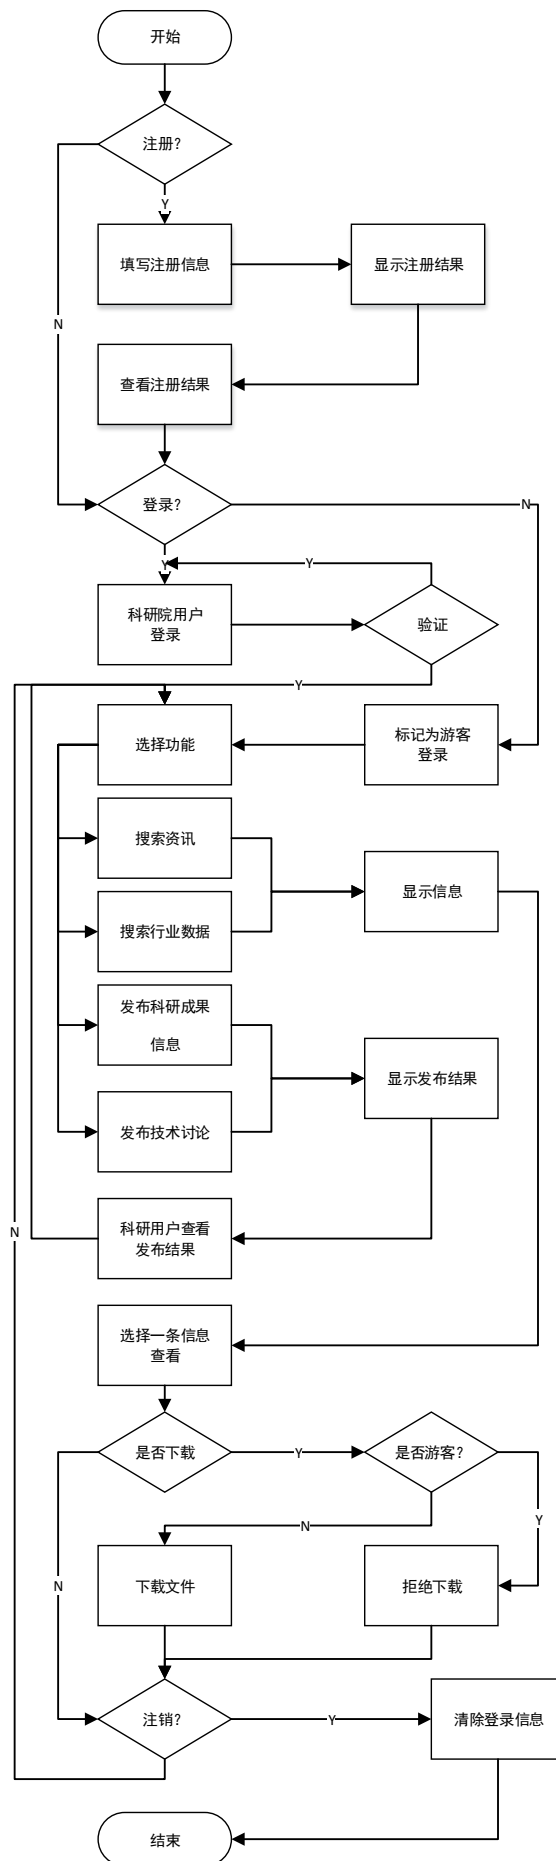 开始
注册?
Y
填写注册信息
显示注册结果
N
查看注册结果
登录?
N
Y
Y
科研院用户
登录
验证
Y
选择功能
标记为游客
登录
搜索资讯
显示信息
搜索行业数据
发布科研成果
信息
显示发布结果
发布技术讨论
N
科研用户查看
发布结果
选择一条信息
查看
是否下载
Y
是否游客?
Y
N
N
下载文件
拒绝下载
注销?
Y
清除登录信息
结束